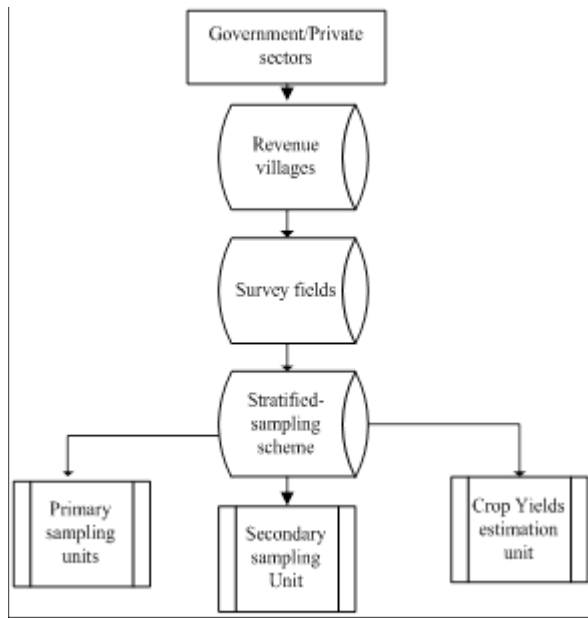 Government/Private
sectors
Revenue
villages
Survey fields
Stratified-
sampling
scheme
Primary
sampling
units
Secondary
sampling
Unit
Crop Yields
estimation
unit